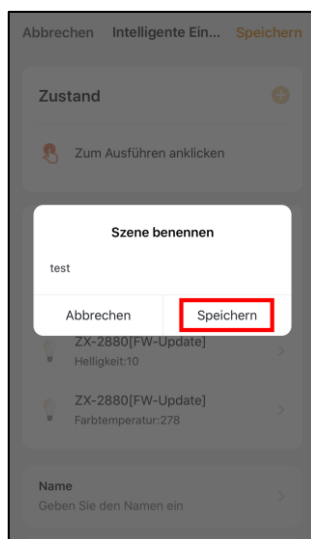 Abbrechen Intelligente Ein... Speichern
Zustand
Zum Ausführen anklicken
Szene benennen
test
Abbrechen Speichern
ZX-2880[FW-Update]
Helligkeit:10
ZX-2880[FW-Update]
Farbtemperatur:278
Name
Geben Sie den Namen ein